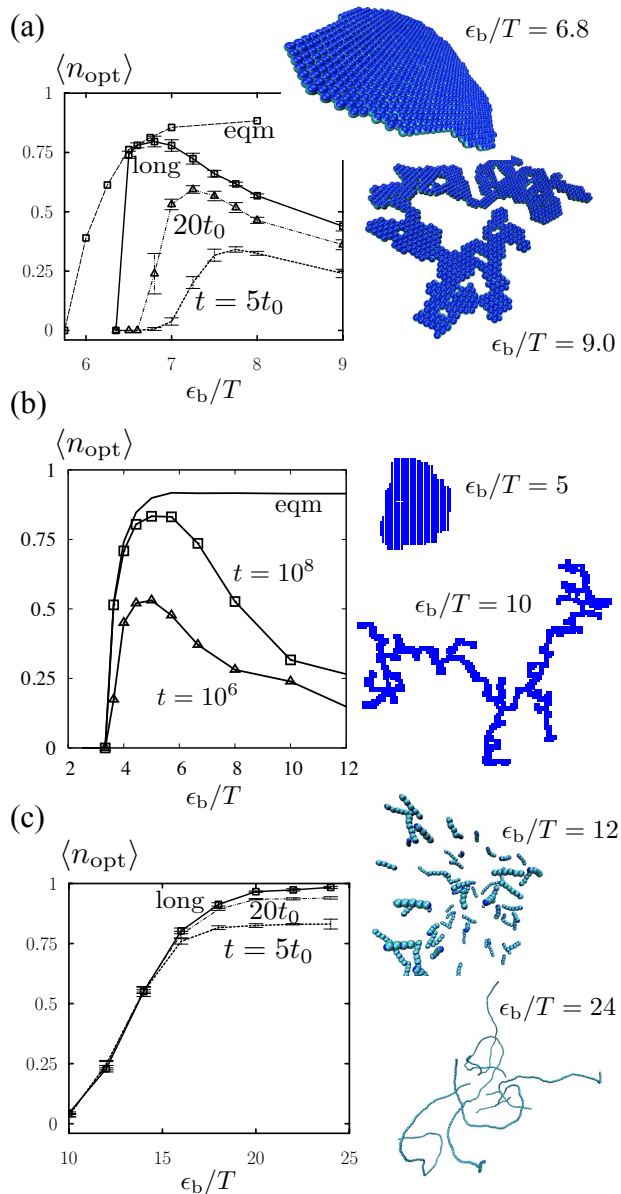 (a)
⟨n_opt⟩
ϵ_b/T = 6.8
1
0.75
0.5
0.25
0
eqm
long
20t_0
t = 5t_0
6 7 8 9
ϵ_b/T
ϵ_b/T = 9.0
(b)
⟨n_opt⟩
1
0.75
0.5
0.25
0
eqm
t = 10^8
t = 10^6
2 4 6 8 10 12
ϵ_b/T
ϵ_b/T = 5
ϵ_b/T = 10
(c)
⟨n_opt⟩
ϵ_b/T = 12
1
0.75
0.5
0.25
0
long
20t_0
t = 5t_0
10 15 20 25
ϵ_b/T
ϵ_b/T = 24